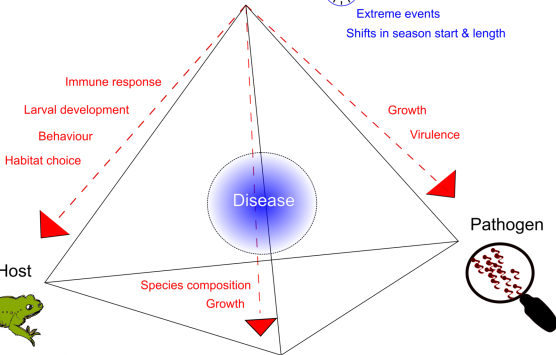 Extreme events
Shifts in season start & length
Immune response
Larval development
Behaviour
Habitat choice
Growth
Virulence
Disease
Pathogen
Host
Species composition
Growth